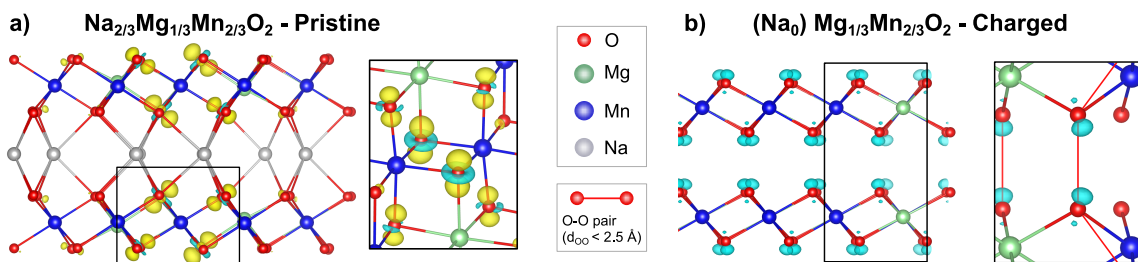 a) Na₂/₃Mg₁/₃Mn₂/₃O₂ - Pristine
O
Mg
Mn
Na
O-O pair
(dOO < 2.5 Å)
b) (Na₀) Mg₁/₃Mn₂/₃O₂ - Charged